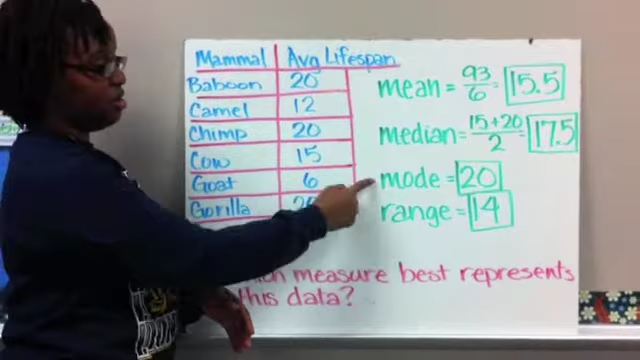 Mammal Avg Lifespan
Baboon 20
Camel 12
Chimp 20
Cow 15
Goat 6
Gorilla
mean = 93/6 = 15.5
median = 15+20/2 = 17.5
mode = 20
range = 14
measure best represents
this data?